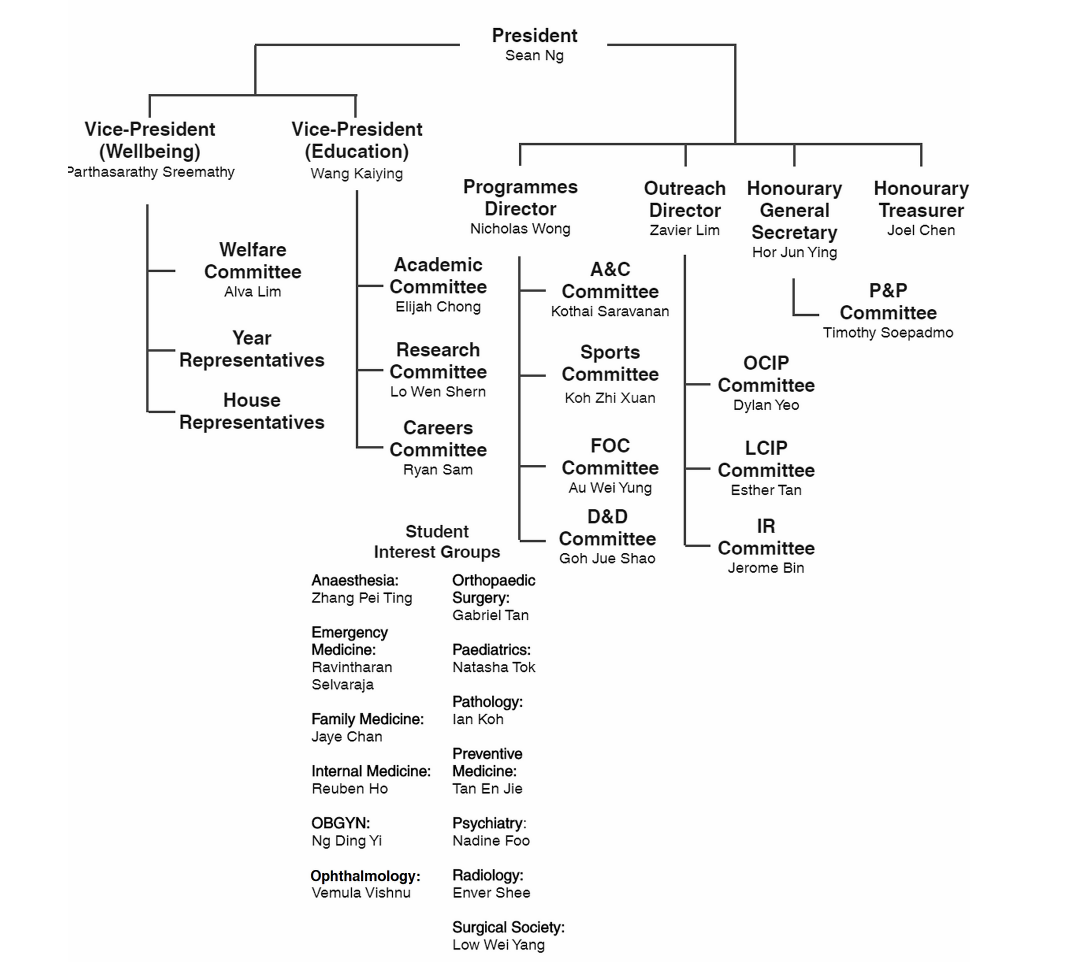 President
Sean Ng
Vice-President
(Wellbeing)
Parthasarathy Sreemathy
Vice-President
(Education)
Wang Kaiying
Programmes
Director
Nicholas Wong
Outreach
Director
Zavier Lim
Honourary
General
Secretary
Hor Jun Ying
Honourary
Treasurer
Joel Chen
Welfare
Committee
Alva Lim
Year
Representatives
House
Representatives
Academic
Committee
Elijah Chong
Research
Committee
Lo Wen Shern
Careers
Committee
Ryan Sam
A&C
Committee
Kothai Saravanan
Sports
Committee
Koh Zhi Xuan
FOC
Committee
Au Wei Yung
D&D
Committee
Goh Jue Shao
OCIP
Committee
Dylan Yeo
LCIP
Committee
Esther Tan
IR
Committee
Jerome Bin
P&P
Committee
Timothy Soepadmo
Student
Interest Groups
Anaesthesia:
Zhang Pei Ting
Emergency
Medicine:
Ravintharan
Selvaraja
Family Medicine:
Jaye Chan
Internal Medicine:
Reuben Ho
OBGYN:
Ng Ding Yi
Ophthalmology:
Vemula Vishnu
Orthopaedic
Surgery:
Gabriel Tan
Paediatrics:
Natasha Tok
Pathology:
Ian Koh
Preventive
Medicine:
Tan En Jie
Psychiatry:
Nadine Foo
Radiology:
Enver Shee
Surgical Society:
Low Wei Yang